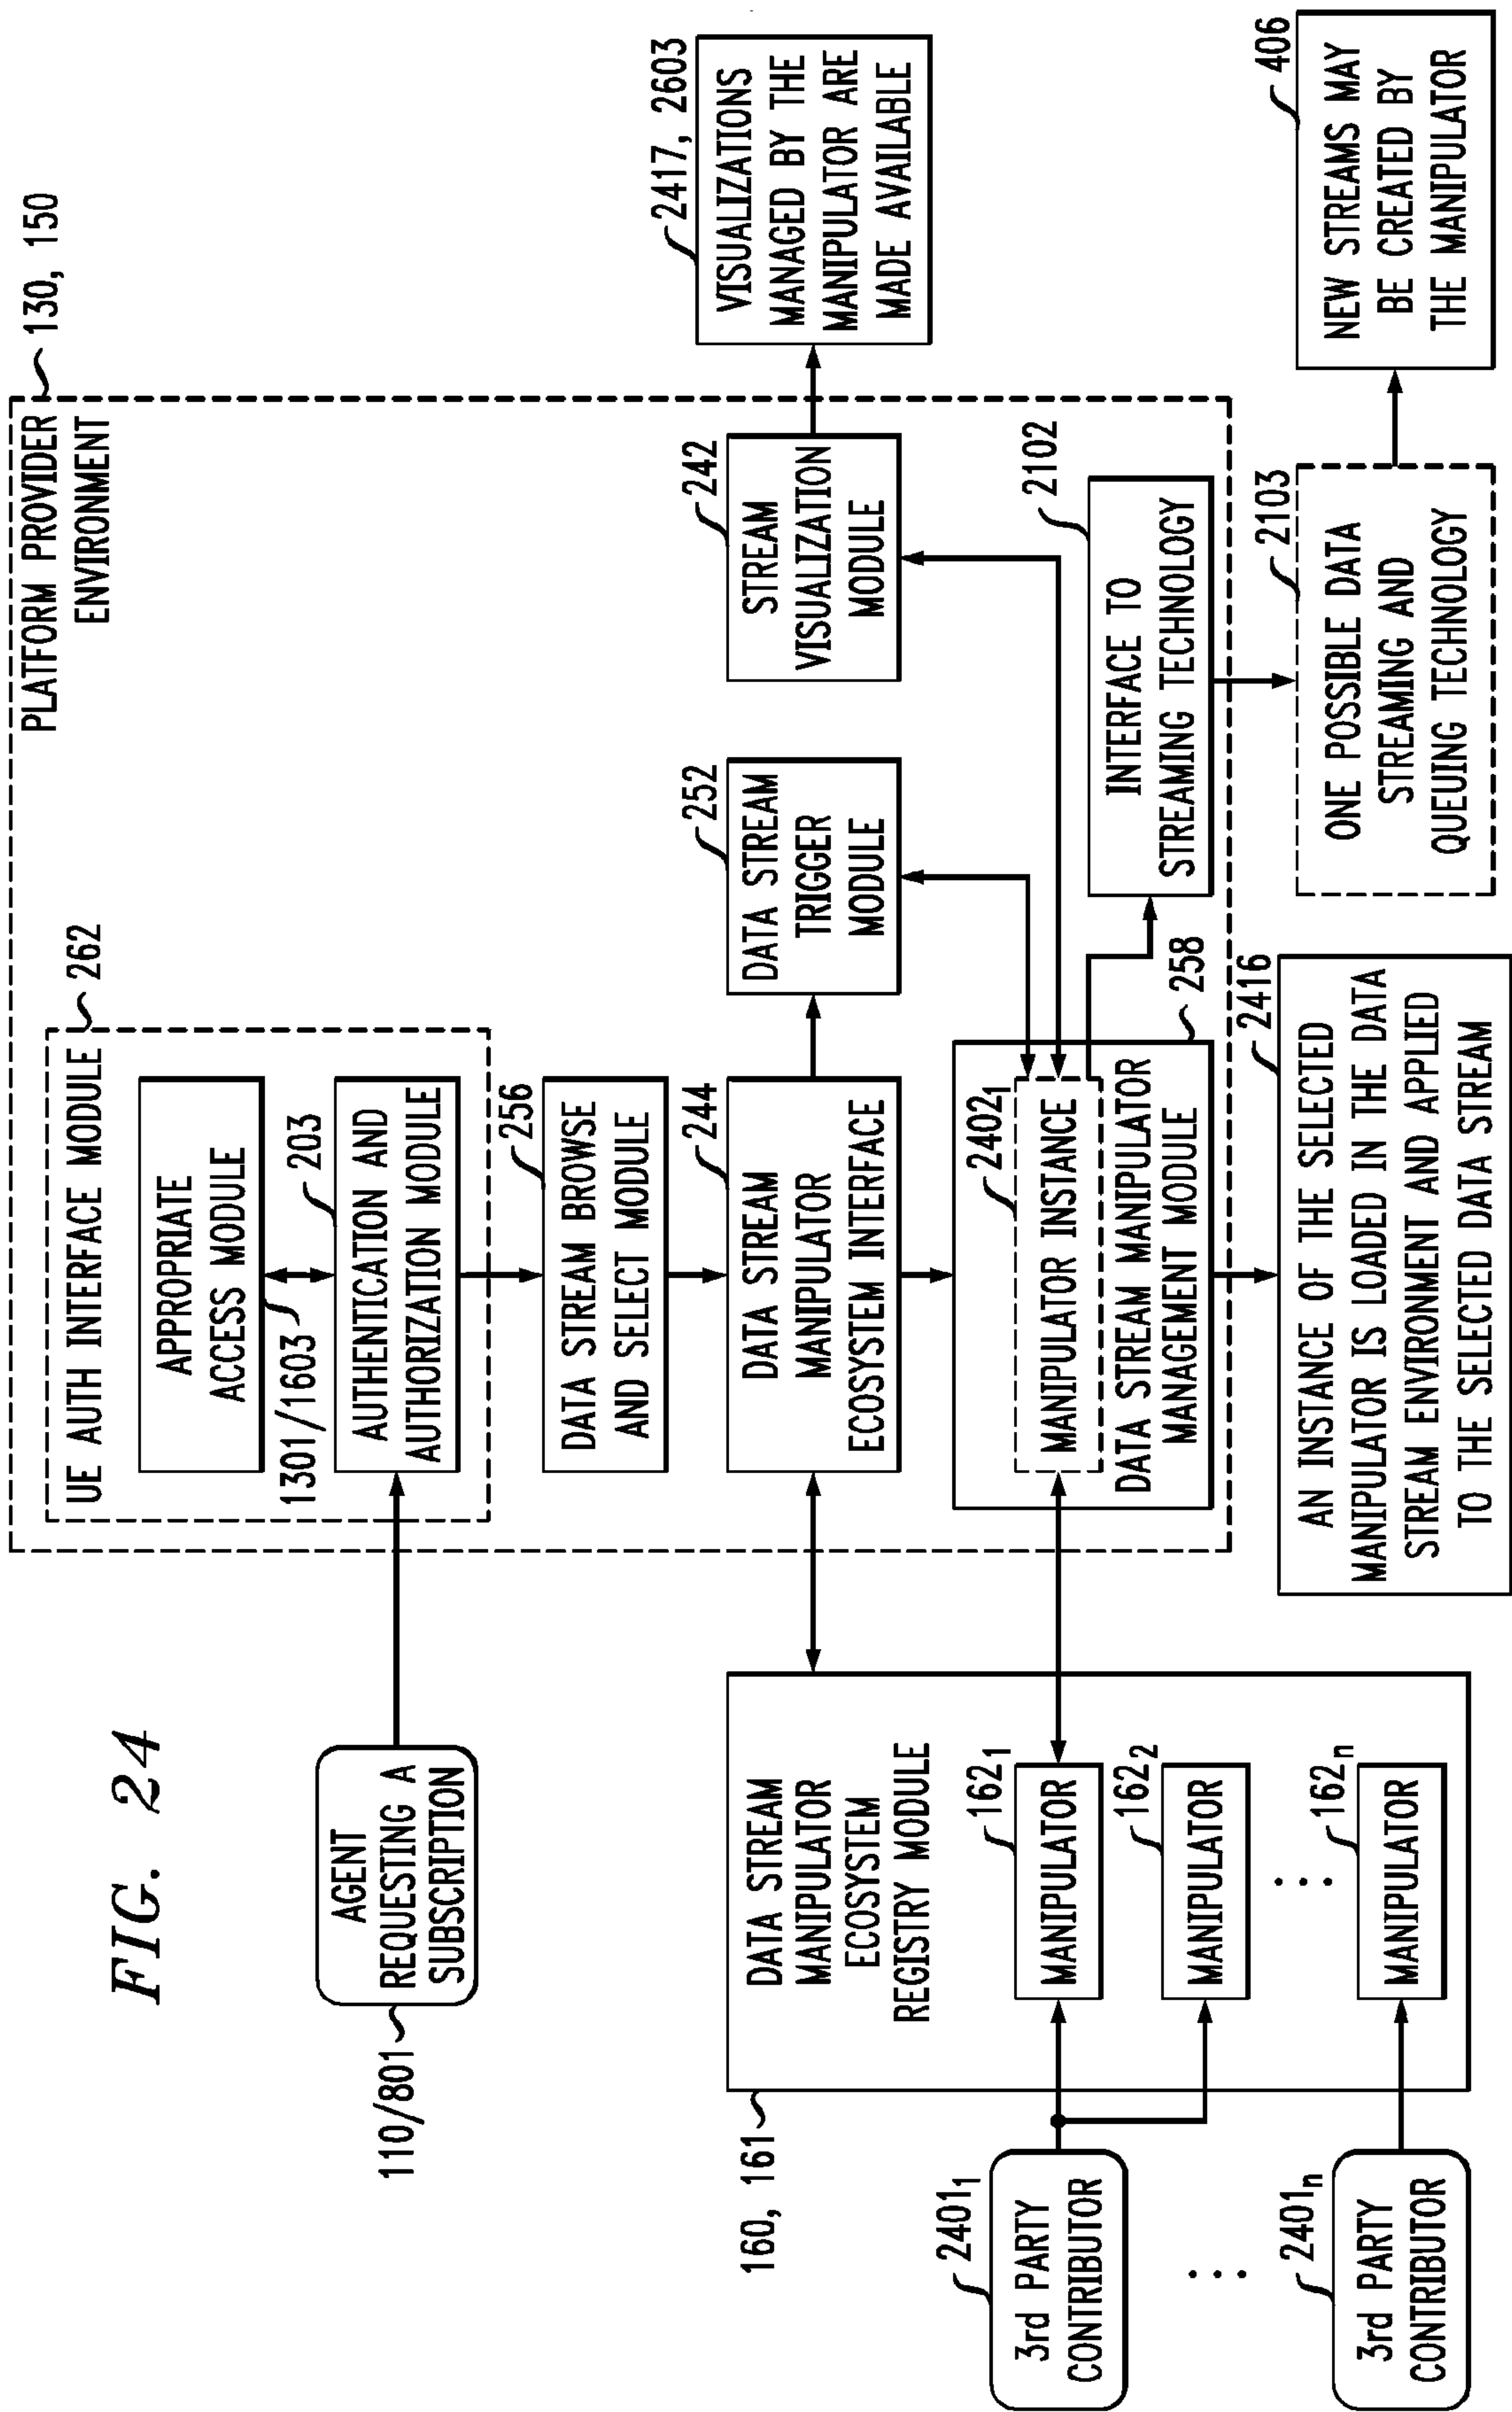 FIG. 24
PLATFORM PROVIDER
ENVIRONMENT
130, 150
UE AUTH INTERFACE MODULE
262
APPROPRIATE
ACCESS MODULE
1301/1603
203
AUTHENTICATION AND
AUTHORIZATION MODULE
AGENT
REQUESTING A
SUBSCRIPTION
110/801
256
DATA STREAM BROWSE
AND SELECT MODULE
244
DATA STREAM
MANIPULATOR
ECOSYSTEM INTERFACE
252
DATA STREAM
TRIGGER
MODULE
242
STREAM
VISUALIZATION
MODULE
2417, 2603
VISUALIZATIONS
MANAGED BY THE
MANIPULATOR ARE
MADE AVAILABLE
160, 161
DATA STREAM
MANIPULATOR
ECOSYSTEM
REGISTRY MODULE
2401₁
3rd PARTY
CONTRIBUTOR
162₁
MANIPULATOR
162₂
MANIPULATOR
162ₙ
MANIPULATOR
2401ₙ
3rd PARTY
CONTRIBUTOR
2402₁
MANIPULATOR INSTANCE
DATA STREAM MANIPULATOR
MANAGEMENT MODULE
258
2102
INTERFACE TO
STREAMING TECHNOLOGY
2416
AN INSTANCE OF THE SELECTED
MANIPULATOR IS LOADED IN THE DATA
STREAM ENVIRONMENT AND APPLIED
TO THE SELECTED DATA STREAM
2103
ONE POSSIBLE DATA
STREAMING AND
QUEUING TECHNOLOGY
406
NEW STREAMS MAY
BE CREATED BY
THE MANIPULATOR